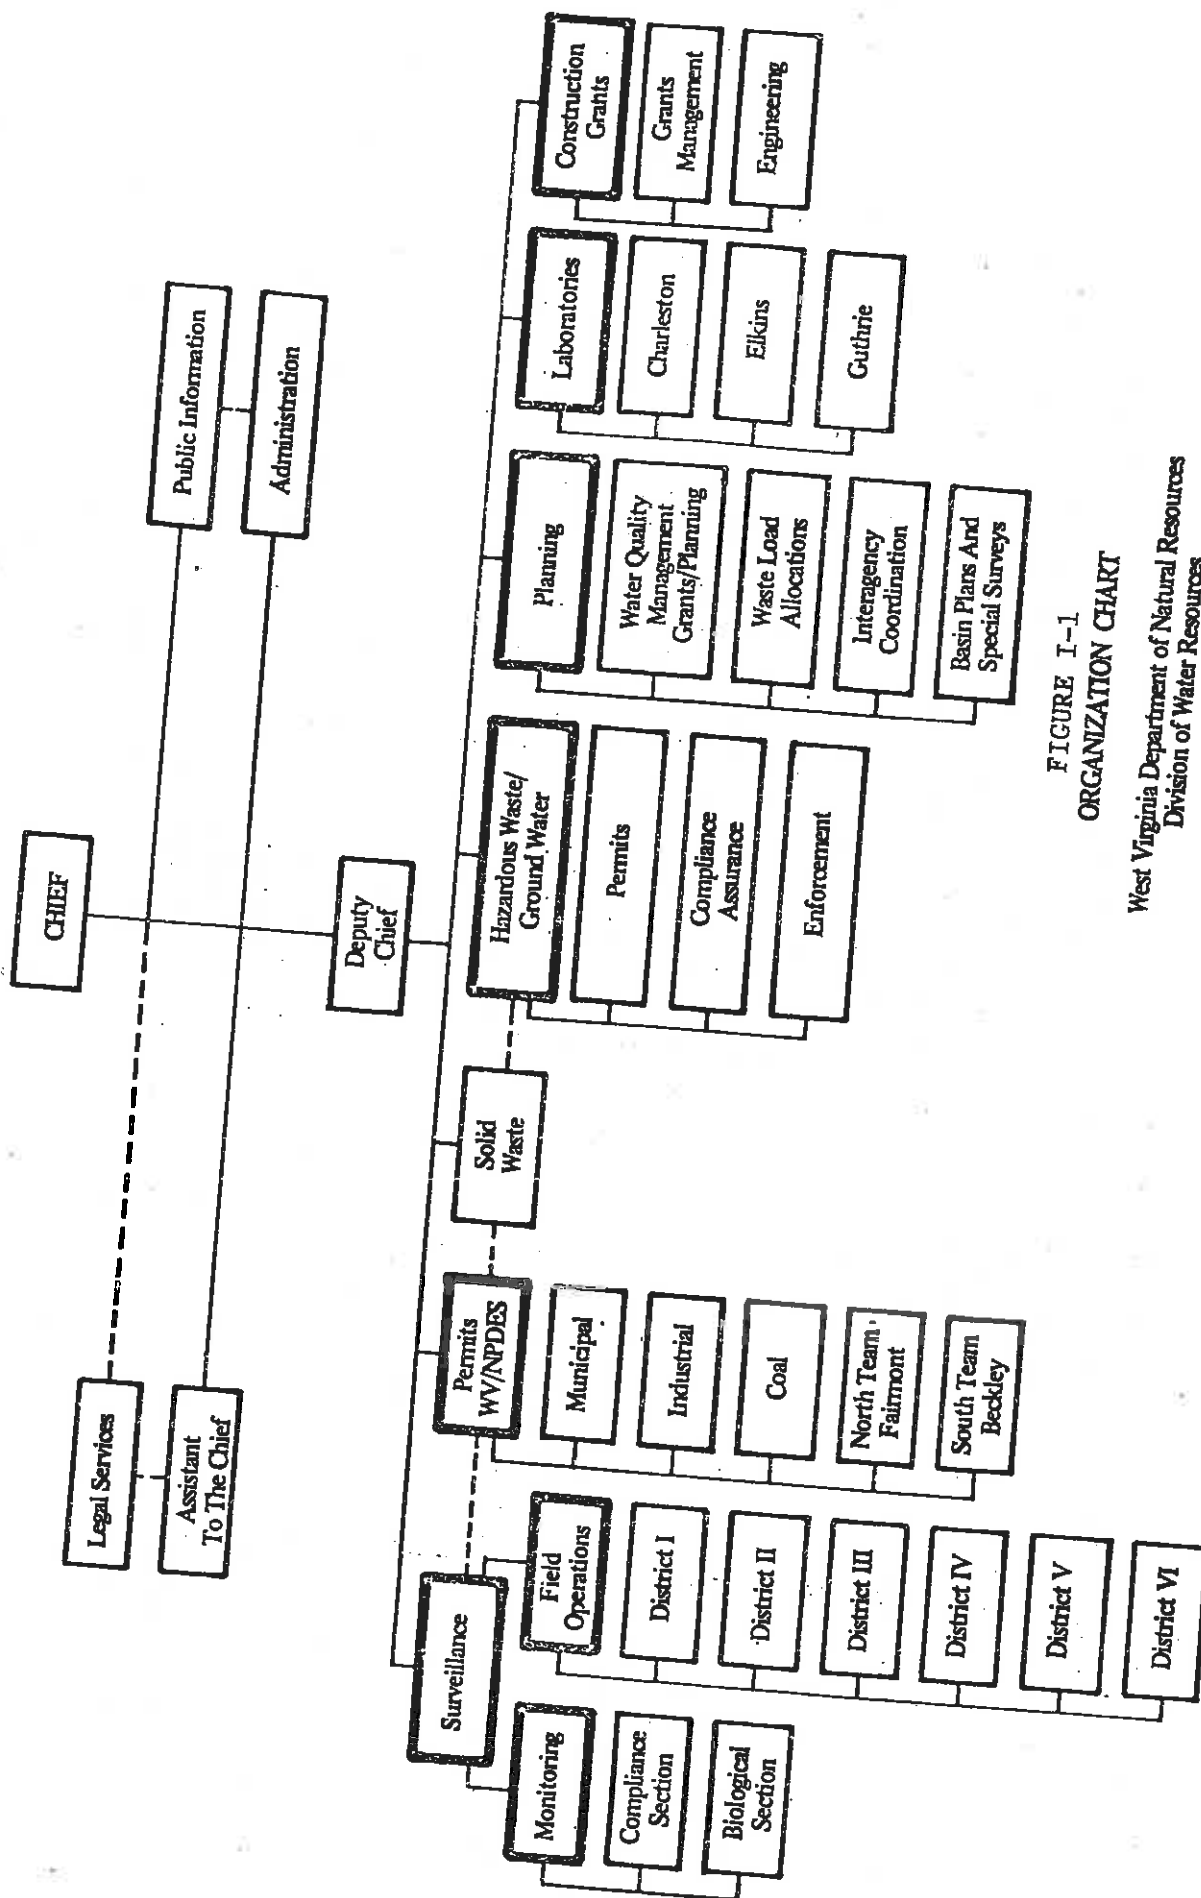 CHIEF
Legal Services
Public Information
Assistant
To The Chief
Administration
Deputy
Chief
Surveillance
Permits
WV/NPDES
Solid
Waste
Hazardous Waste/
Ground Water
Planning
Laboratories
Construction
Grants
Monitoring
Compliance
Section
Biological
Section
Field
Operations
District I
District II
District III
District IV
District V
District VI
Municipal
Industrial
Coal
North Team
Fairmont
South Team
Beckley
Permits
Compliance
Assurance
Enforcement
Water Quality
Management
Grants/Planning
Waste Load
Allocations
Interagency
Coordination
Basin Plans And
Special Surveys
Charleston
Elkins
Guthrie
Grants
Management
Engineering
FIGURE I-1
ORGANIZATION CHART
West Virginia Department of Natural Resources
Division of Water Resources